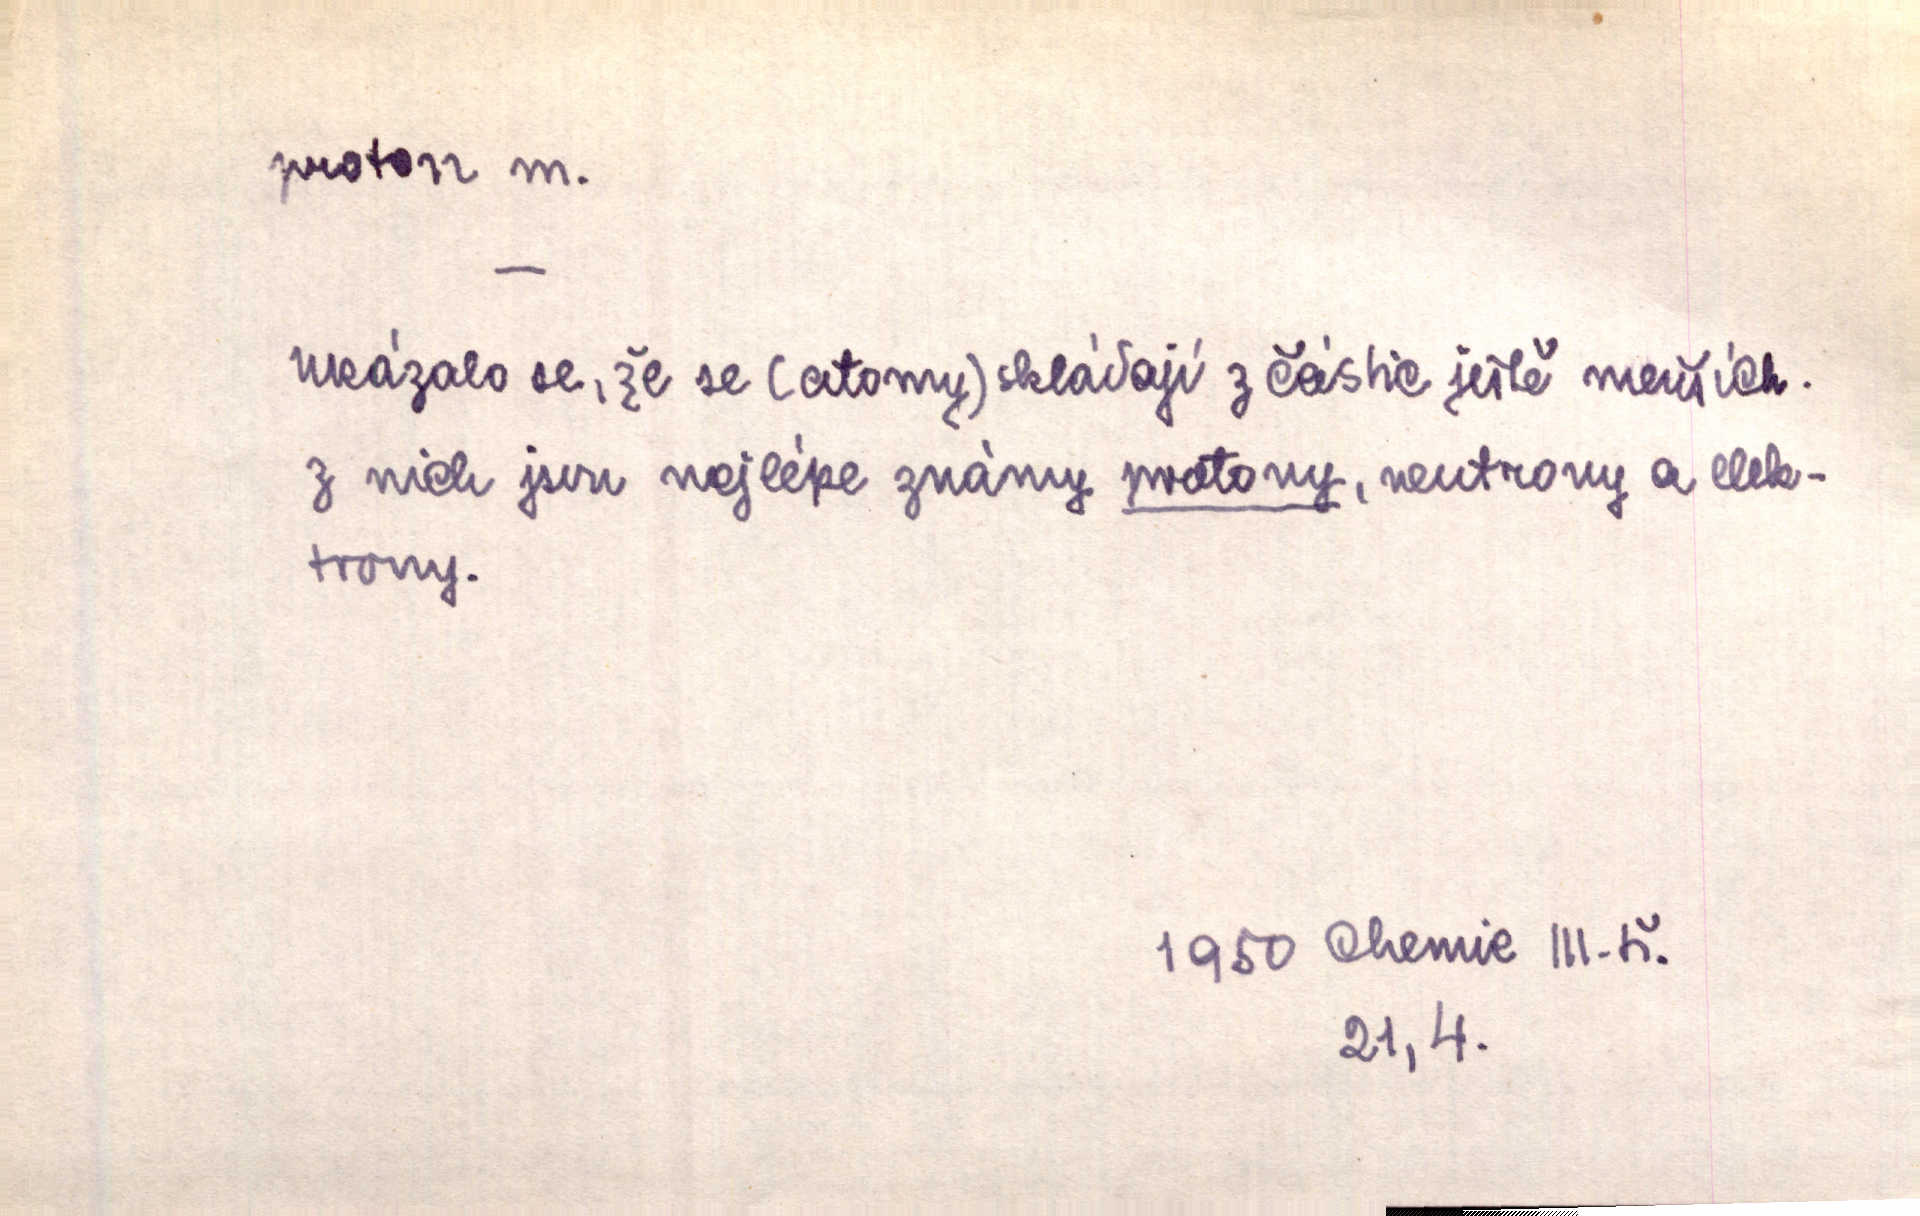 proton m.
—
Ukázalo se, že se (atomy) skládají z částic ještě menších.
z nich jsou nejlépe známy protony, neutrony a elek-
trony.
1950 Chemie III. tř.
21, 4.